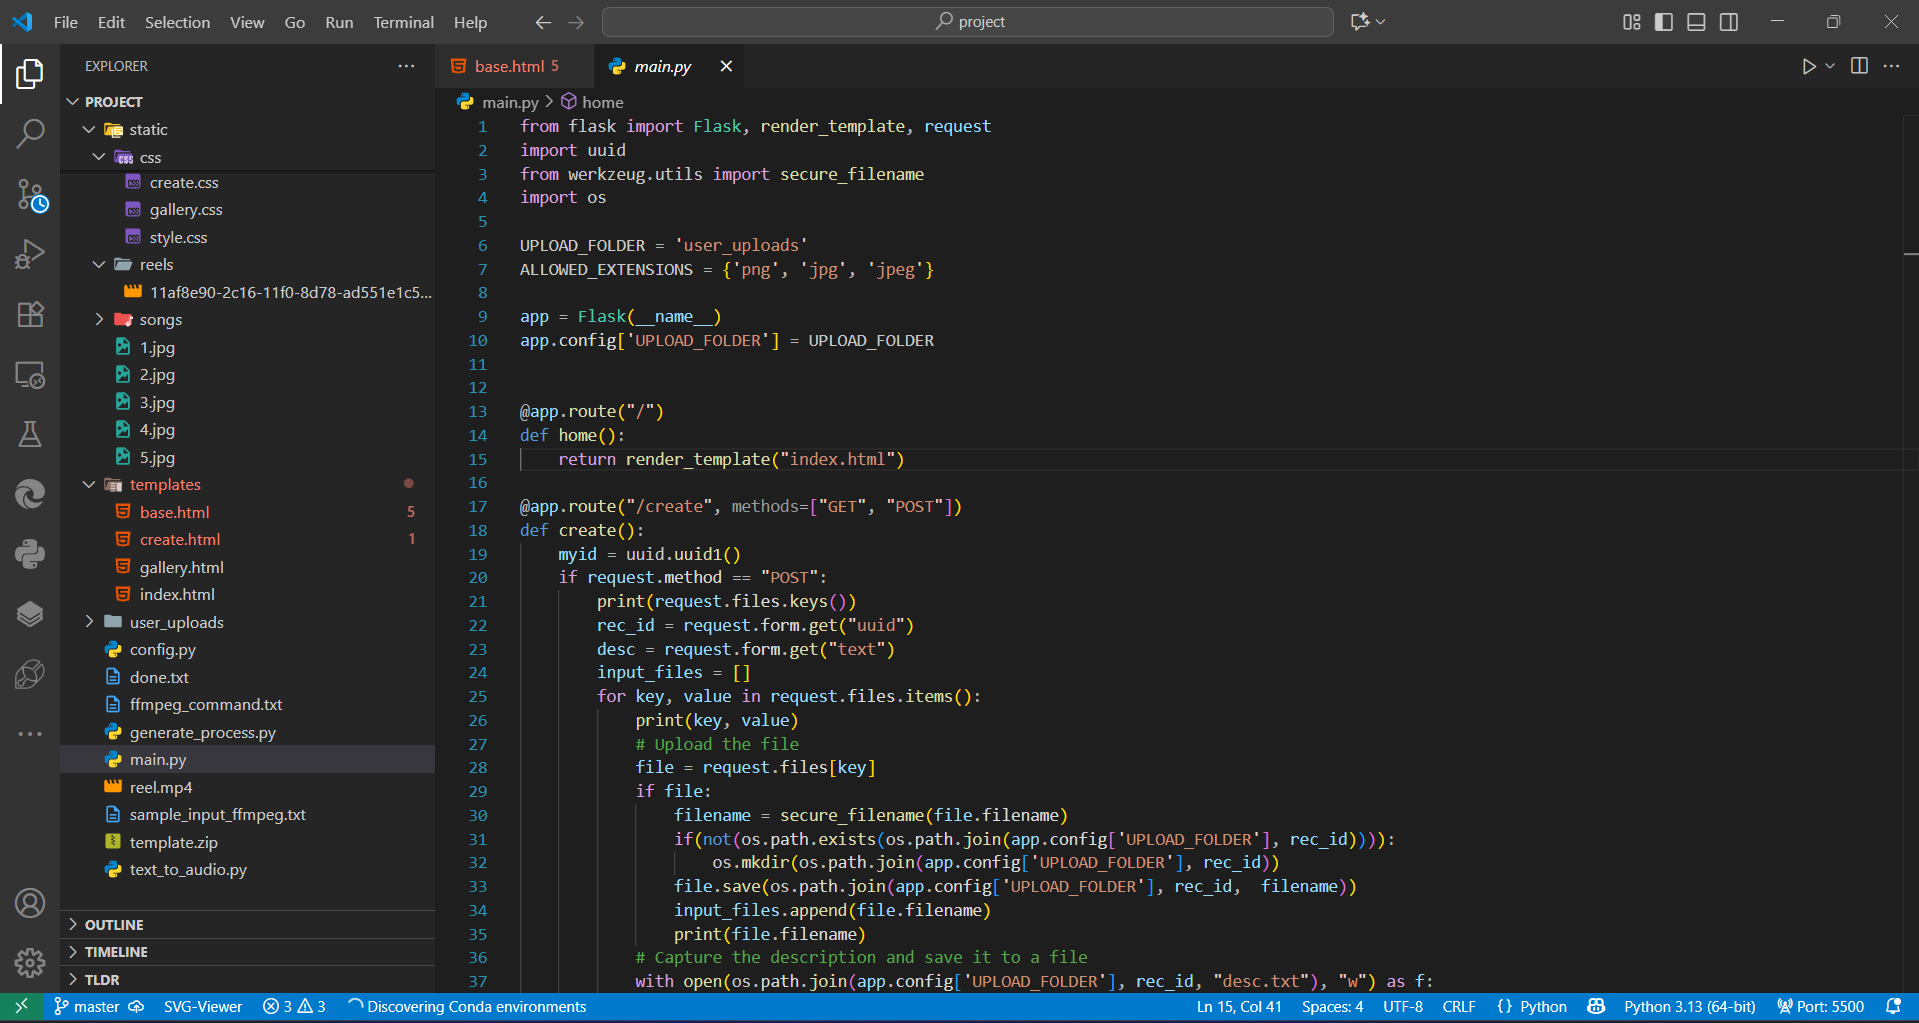 File Edit Selection View Go Run Terminal Help
project
EXPLORER
PROJECT
static
css
create.css
gallery.css
style.css
reels
11af8e90-2c16-11f0-8d78-ad551e1c5...
songs
1.jpg
2.jpg
3.jpg
4.jpg
5.jpg
templates
base.html 5
create.html 1
gallery.html
index.html
user_uploads
config.py
done.txt
ffmpeg_command.txt
generate_process.py
main.py
reel.mp4
sample_input_ffmpeg.txt
template.zip
text_to_audio.py
OUTLINE
TIMELINE
TLDR
base.html 5 main.py
main.py > home
1 from flask import Flask, render_template, request
2 import uuid
3 from werkzeug.utils import secure_filename
4 import os
5
6 UPLOAD_FOLDER = 'user_uploads'
7 ALLOWED_EXTENSIONS = {'png', 'jpg', 'jpeg'}
8
9 app = Flask(__name__)
10 app.config['UPLOAD_FOLDER'] = UPLOAD_FOLDER
11
12
13 @app.route("/")
14 def home():
15     return render_template("index.html")
16
17 @app.route("/create", methods=["GET", "POST"])
18 def create():
19     myid = uuid.uuid1()
20     if request.method == "POST":
21         print(request.files.keys())
22         rec_id = request.form.get("uuid")
23         desc = request.form.get("text")
24         input_files = []
25         for key, value in request.files.items():
26             print(key, value)
27             # Upload the file
28             file = request.files[key]
29             if file:
30                 filename = secure_filename(file.filename)
31                 if(not(os.path.exists(os.path.join(app.config['UPLOAD_FOLDER'], rec_id)))):
32                     os.mkdir(os.path.join(app.config['UPLOAD_FOLDER'], rec_id))
33                 file.save(os.path.join(app.config['UPLOAD_FOLDER'], rec_id,  filename))
34                 input_files.append(file.filename)
35                 print(file.filename)
36             # Capture the description and save it to a file
37             with open(os.path.join(app.config['UPLOAD_FOLDER'], rec_id, "desc.txt"), "w") as f:
master SVG-Viewer 3 3 Discovering Conda environments Ln 15, Col 41 Spaces: 4 UTF-8 CRLF {} Python Python 3.13 (64-bit) Port: 5500